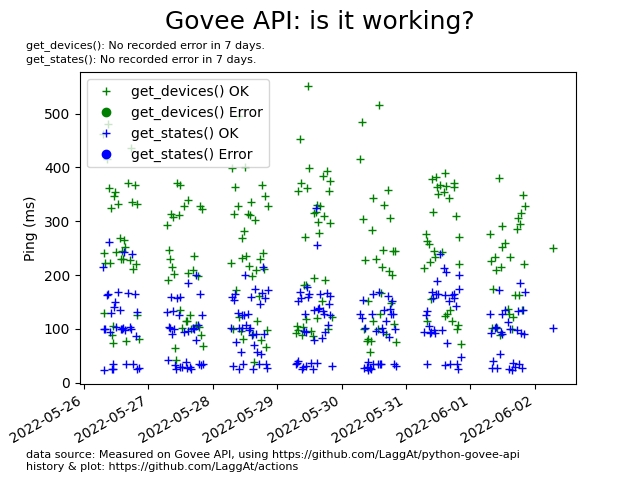 Govee API: is it working?
get_devices(): No recorded error in 7 days.
get_states(): No recorded error in 7 days.
get_devices() OK
get_devices() Error
get_states() OK
get_states() Error
Ping (ms)
500
400
300
200
100
0
2022-05-26
2022-05-27
2022-05-28
2022-05-29
2022-05-30
2022-05-31
2022-06-01
2022-06-02
data source: Measured on Govee API, using https://github.com/LaggAt/python-govee-api
history & plot: https://github.com/LaggAt/actions